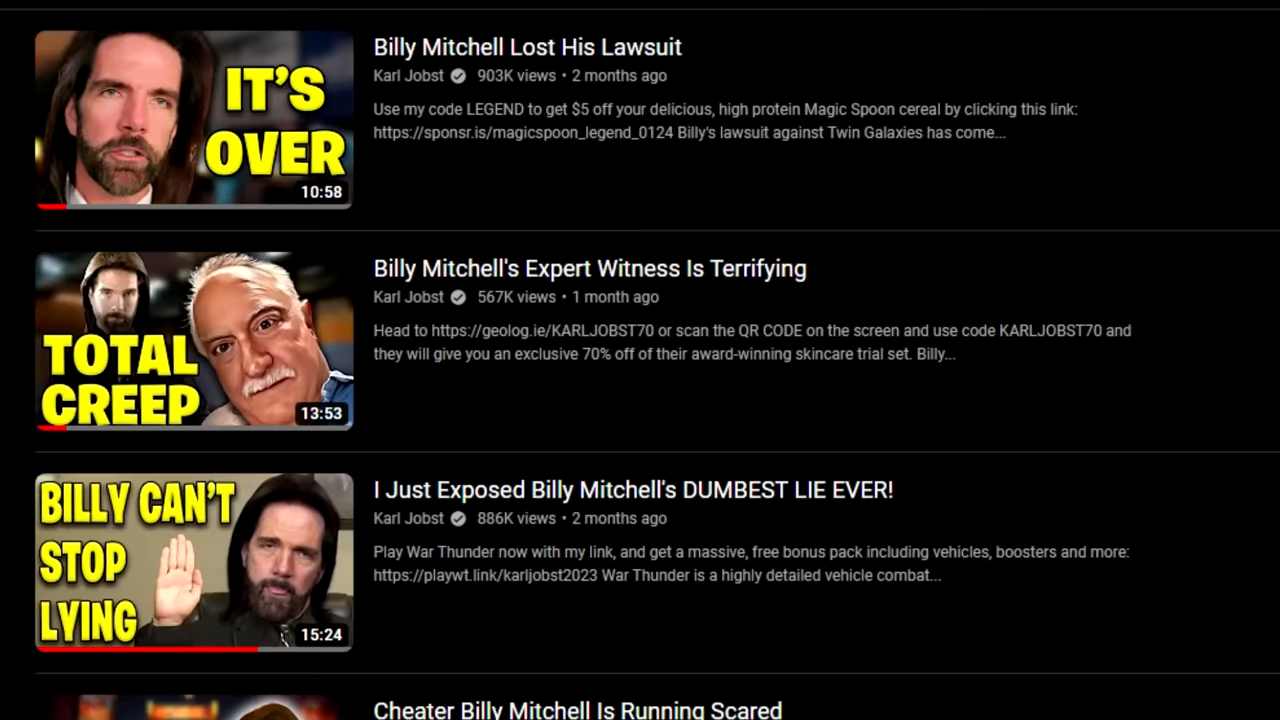 IT'S
OVER
10:58
Billy Mitchell Lost His Lawsuit
Karl Jobst 903K views • 2 months ago
Use my code LEGEND to get $5 off your delicious, high protein Magic Spoon cereal by clicking this link:
https://sponsr.is/magicspoon_legend_0124 Billy's lawsuit against Twin Galaxies has come...
TOTAL
CREEP
13:53
Billy Mitchell's Expert Witness Is Terrifying
Karl Jobst 567K views • 1 month ago
Head to https://geolog.ie/KARLJOBST70 or scan the QR CODE on the screen and use code KARLJOBST70 and
they will give you an exclusive 70% off of their award-winning skincare trial set. Billy...
BILLY CAN'T
STOP
LYING
15:24
I Just Exposed Billy Mitchell's DUMBEST LIE EVER!
Karl Jobst 886K views • 2 months ago
Play War Thunder now with my link, and get a massive, free bonus pack including vehicles, boosters and more:
https://playwt.link/karljobst2023 War Thunder is a highly detailed vehicle combat...
Cheater Billy Mitchell Is Running Scared